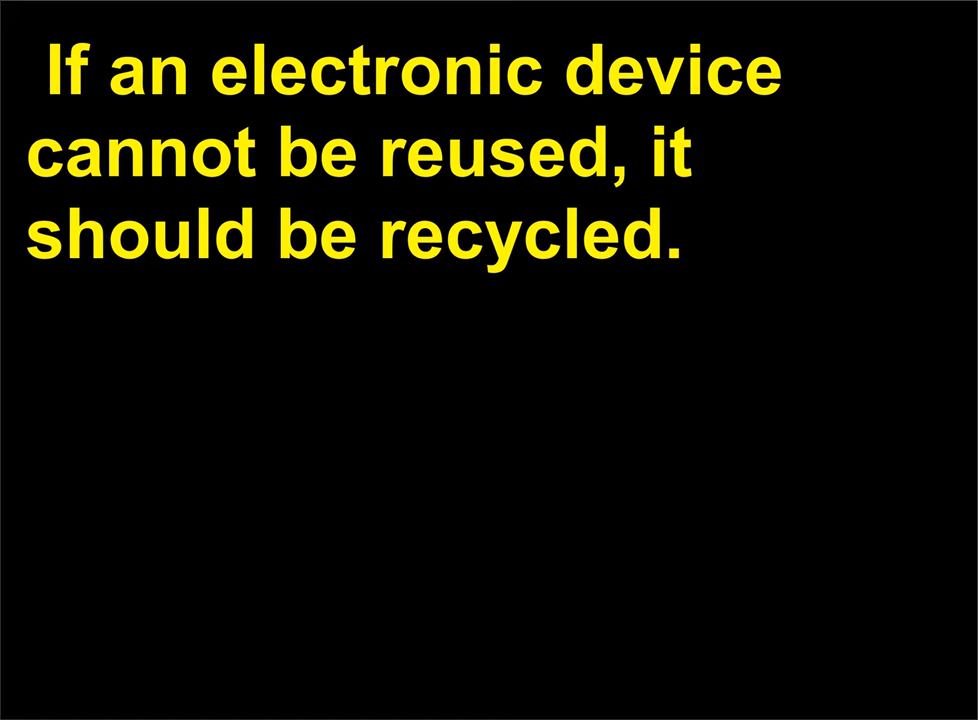 If an electronic device
cannot be reused, it
should be recycled.